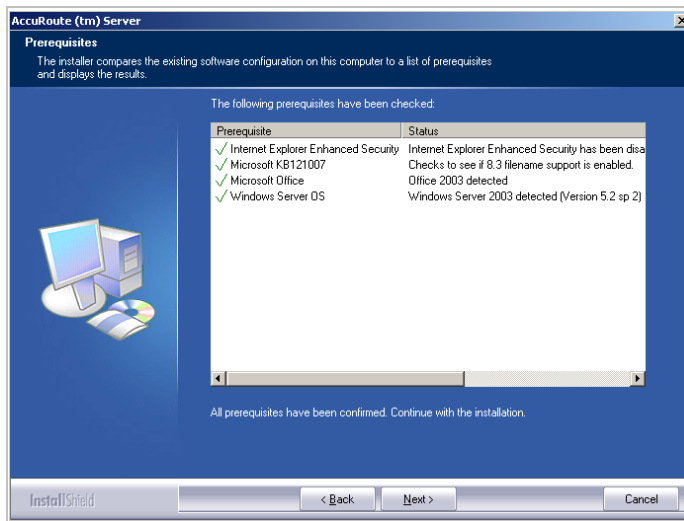 AccuRoute (tm) Server
Prerequisites
The installer compares the existing software configuration on this computer to a list of prerequisites
and displays the results.
The following prerequisites have been checked:
Prerequisite Status
Internet Explorer Enhanced Security Internet Explorer Enhanced Security has been disa
Microsoft KB121007 Checks to see if 8.3 filename support is enabled.
Microsoft Office Office 2003 detected
Windows Server OS Windows Server 2003 detected (Version 5.2 sp 2)
All prerequisites have been confirmed. Continue with the installation.
InstallShield < Back Next > Cancel